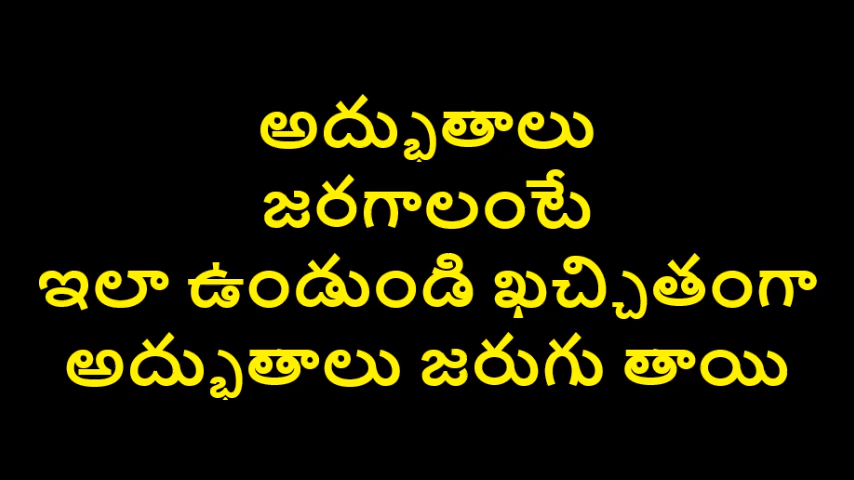 అద్భుతాలు
జరగాలంటే
ఇలా ఉండుండి ఖచ్చితంగా
అద్భుతాలు జరుగు తాయి